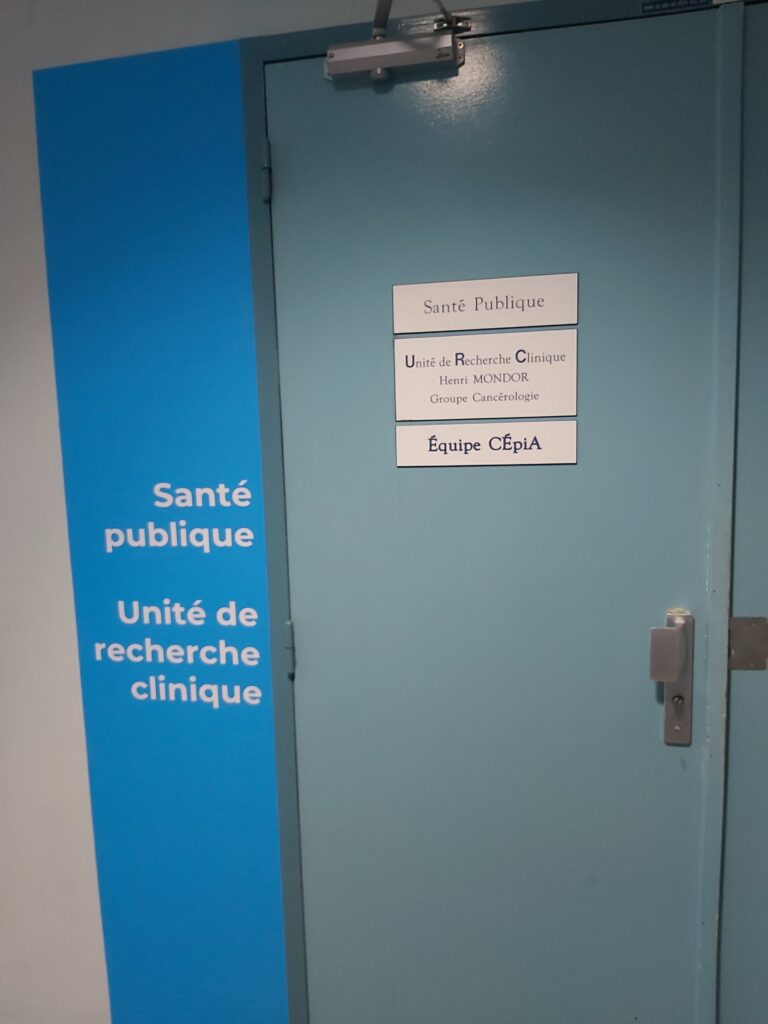 Santé Publique
Unité de Recherche Clinique
Henri MONDOR
Groupe Cancérologie
Équipe CÉpiA
Santé
publique
Unité de
recherche
clinique